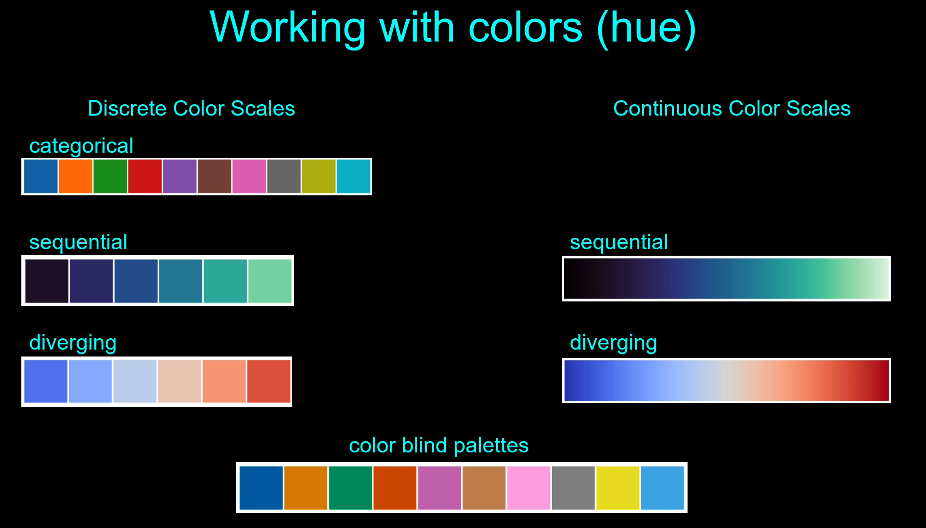 Working with colors (hue)
Discrete Color Scales
categorical
sequential
diverging
Continuous Color Scales
sequential
diverging
color blind palettes